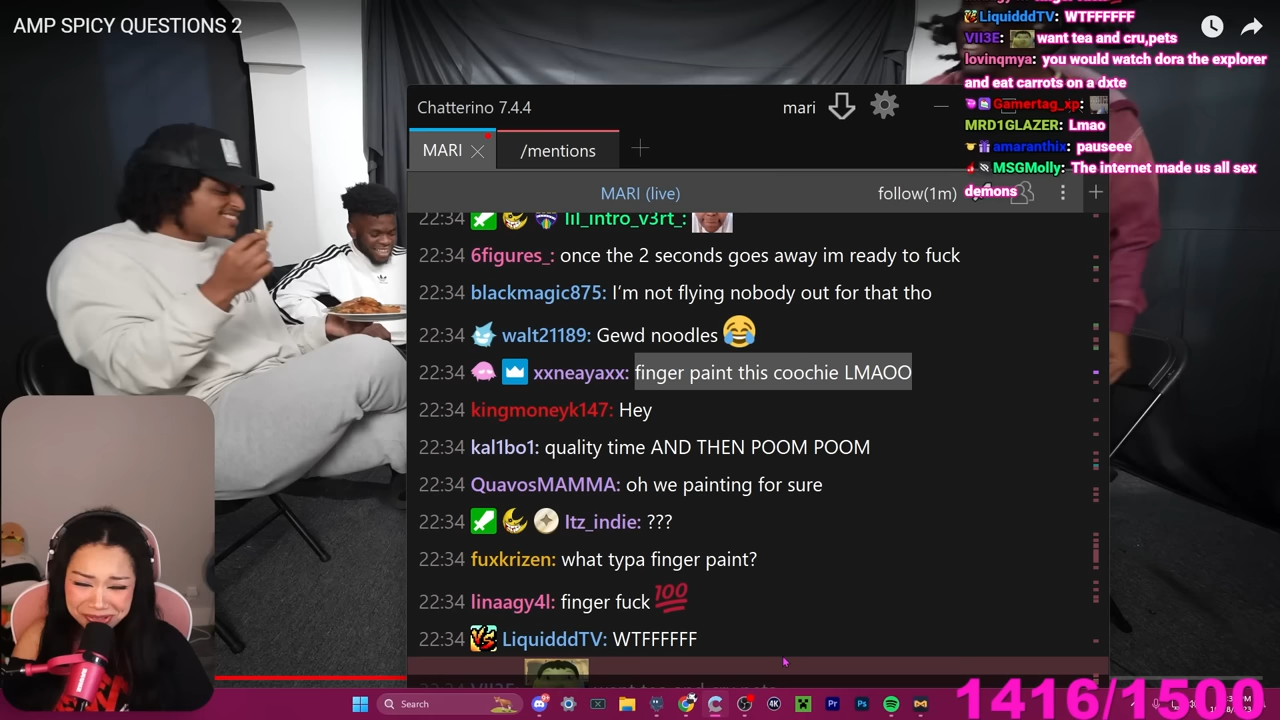 AMP SPICY QUESTIONS 2
LiquidddTV: WTFFFFFF
VII3E: want tea and cru,pets
lovinqmya: you would watch dora the explorer
and eat carrots on a dxte
Gamertag_xp:
MRD1GLAZER: Lmao
amaranthix: pauseee
MSGMolly: The internet made us all sex
demons
Chatterino 7.4.4
mari
MARI
/mentions
MARI (live)
follow(1m)
22:34 lil_intro_v3rt_:
22:34 6figures_: once the 2 seconds goes away im ready to fuck
22:34 blackmagic875: I’m not flying nobody out for that tho
22:34 walt21189: Gewd noodles 😂
22:34 xxneayaxx: finger paint this coochie LMAOO
22:34 kingmoneyk147: Hey
22:34 kal1bo1: quality time AND THEN POOM POOM
22:34 QuavosMAMMA: oh we painting for sure
22:34 Itz_indie: ???
22:34 fuxkrizen: what typa finger paint?
22:34 linaagy4l: finger fuck 💯
22:34 LiquidddTV: WTFFFFFF
Search
4K
Pr
Ps
1416/1500